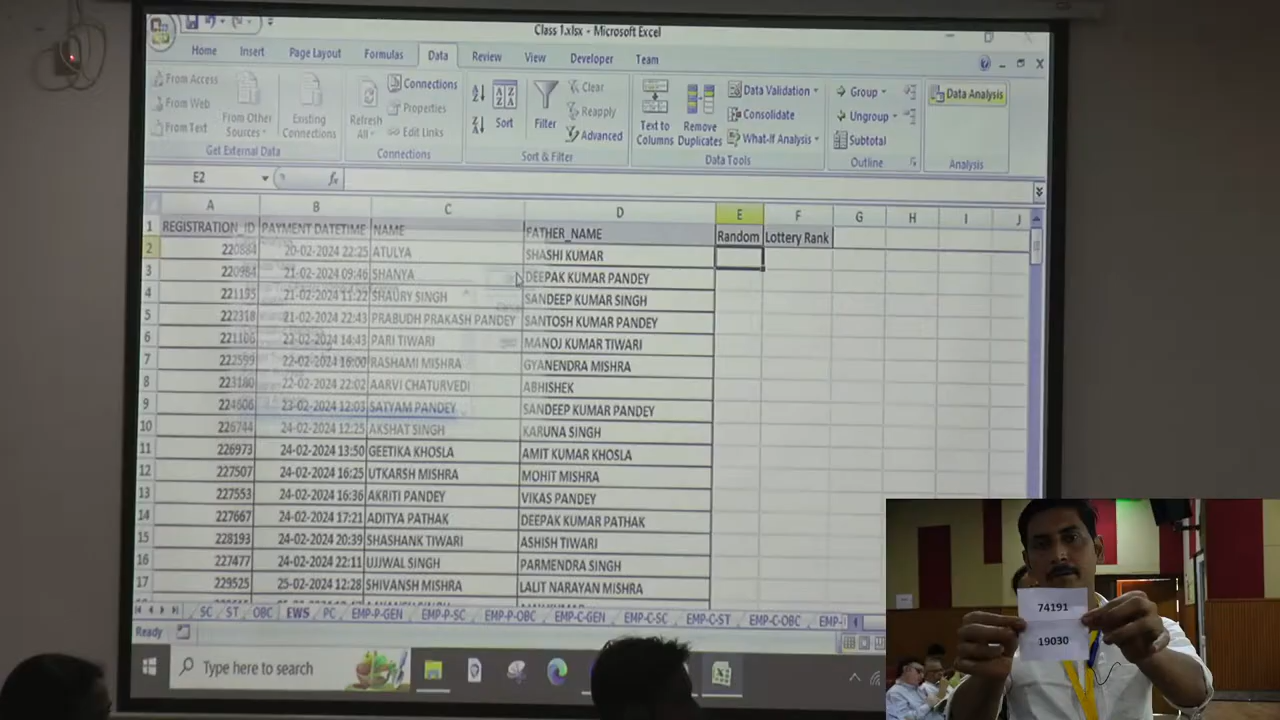 Class 1.xlsx - Microsoft Excel
Home Insert Page Layout Formulas Data Review View Developer Team
From Access
From Web
From Text
From Other Sources
Existing Connections
Get External Data
Refresh All
Connections
Properties
Edit Links
Connections
Sort
Filter
Clear
Reapply
Advanced
Sort & Filter
Text to Columns
Remove Duplicates
Data Validation
Consolidate
What-If Analysis
Data Tools
Group
Ungroup
Subtotal
Outline
Data Analysis
Analysis
E2 fx
A B C D E F G H I J
1 REGISTRATION_ID PAYMENT DATETIME NAME FATHER_NAME Random Lottery Rank
2 220884 20-02-2024 22:25 ATULYA SHASHI KUMAR
3 220984 21-02-2024 09:46 SHANYA DEEPAK KUMAR PANDEY
4 221195 21-02-2024 11:22 SHAURY SINGH SANDEEP KUMAR SINGH
5 222318 21-02-2024 22:43 PRABUDH PRAKASH PANDEY SANTOSH KUMAR PANDEY
6 221106 22-02-2024 14:43 PARI TIWARI MANOJ KUMAR TIWARI
7 222599 22-02-2024 16:00 RASHAMI MISHRA GYANENDRA MISHRA
8 223180 22-02-2024 22:02 AARVI CHATURVEDI ABHISHEK
9 224606 23-02-2024 12:03 SATYAM PANDEY SANDEEP KUMAR PANDEY
10 226744 24-02-2024 12:25 AKSHAT SINGH KARUNA SINGH
11 226973 24-02-2024 13:50 GEETIKA KHOSLA AMIT KUMAR KHOSLA
12 227507 24-02-2024 16:25 UTKARSH MISHRA MOHIT MISHRA
13 227553 24-02-2024 16:36 AKRITI PANDEY VIKAS PANDEY
14 227667 24-02-2024 17:21 ADITYA PATHAK DEEPAK KUMAR PATHAK
15 228193 24-02-2024 20:39 SHASHANK TIWARI ASHISH TIWARI
16 227477 24-02-2024 22:11 UJJWAL SINGH PARMENDRA SINGH
17 229525 25-02-2024 12:28 SHIVANSH MISHRA LALIT NARAYAN MISHRA
SC ST OBC EWS PC EMP-P-GEN EMP-P-SC EMP-P-OBC EMP-C-GEN EMP-C-SC EMP-C-ST EMP-C-OBC EMP-
Ready
Type here to search
74191
19030